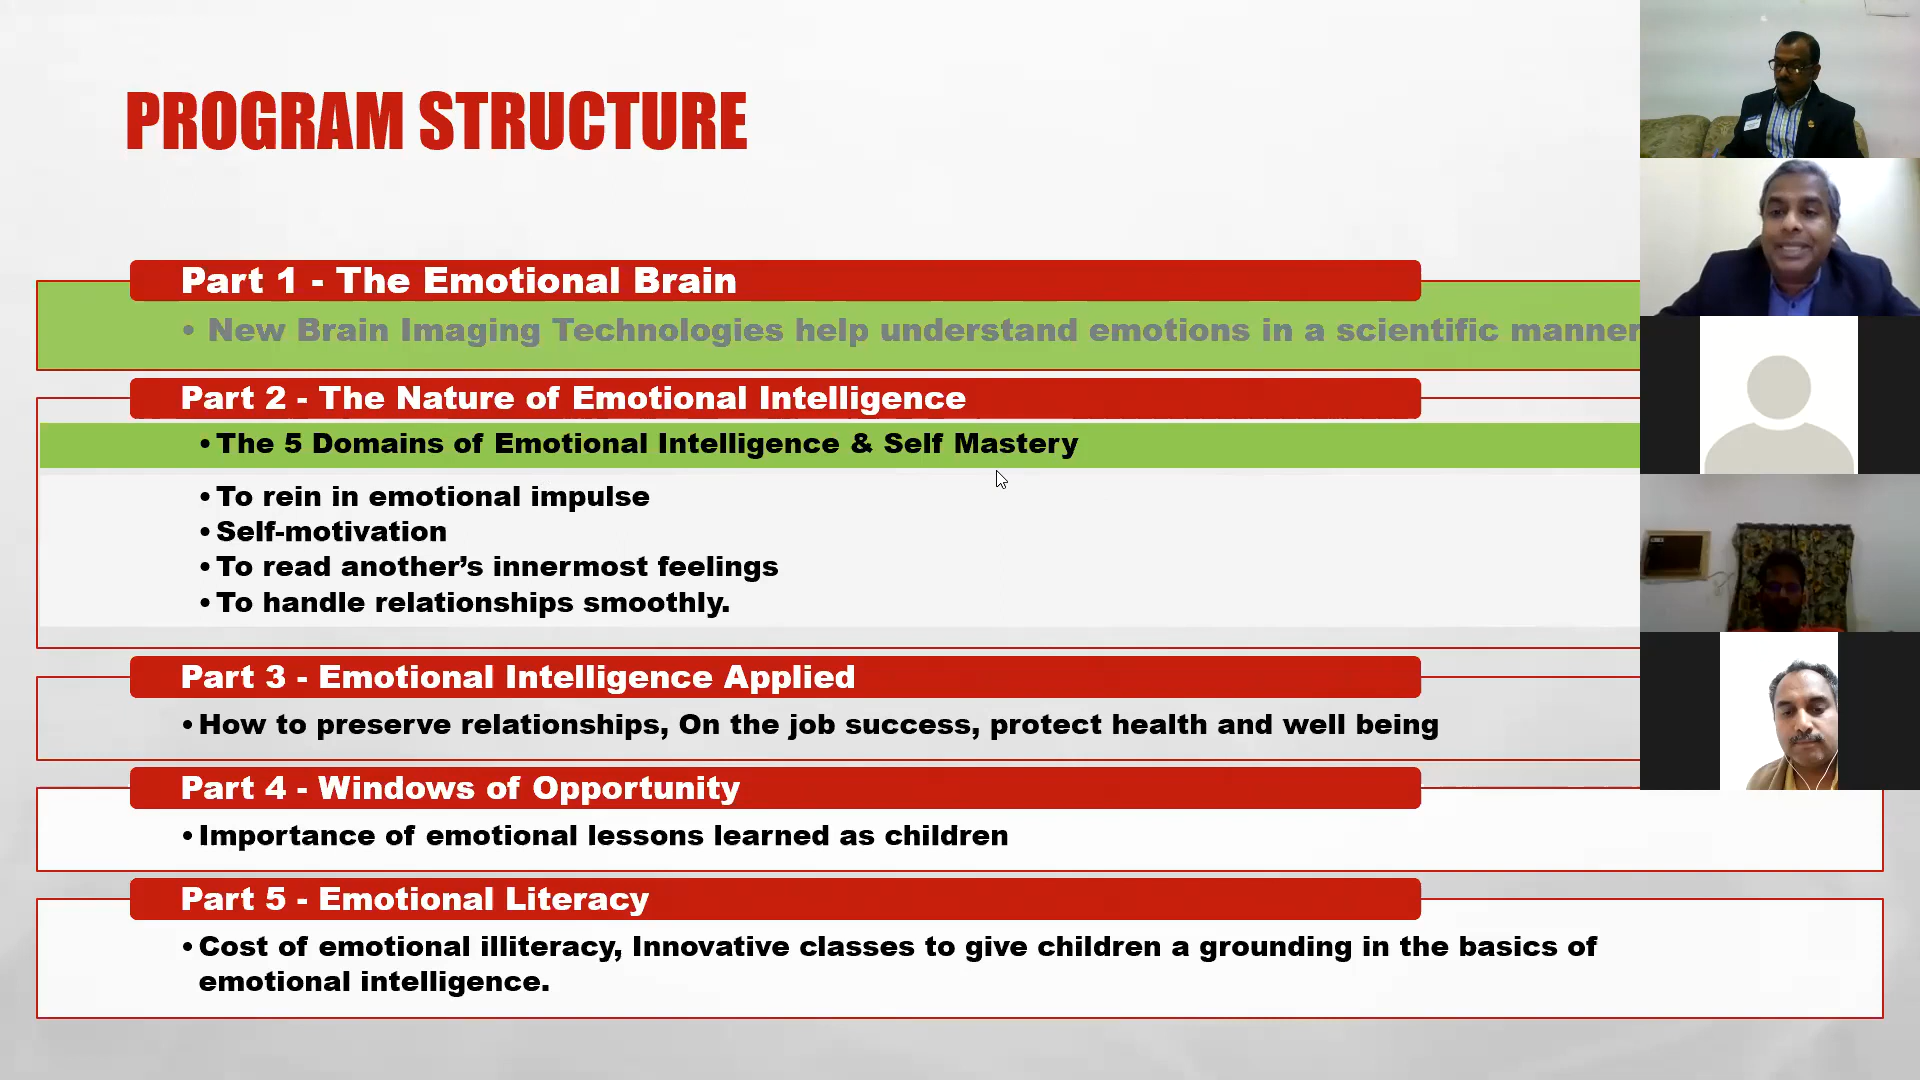 PROGRAM STRUCTURE
Part 1 - The Emotional Brain
• New Brain Imaging Technologies help understand emotions in a scientific manner
Part 2 - The Nature of Emotional Intelligence
• The 5 Domains of Emotional Intelligence & Self Mastery
• To rein in emotional impulse
• Self-motivation
• To read another’s innermost feelings
• To handle relationships smoothly.
Part 3 - Emotional Intelligence Applied
• How to preserve relationships, On the job success, protect health and well being
Part 4 - Windows of Opportunity
• Importance of emotional lessons learned as children
Part 5 - Emotional Literacy
• Cost of emotional illiteracy, Innovative classes to give children a grounding in the basics of
emotional intelligence.